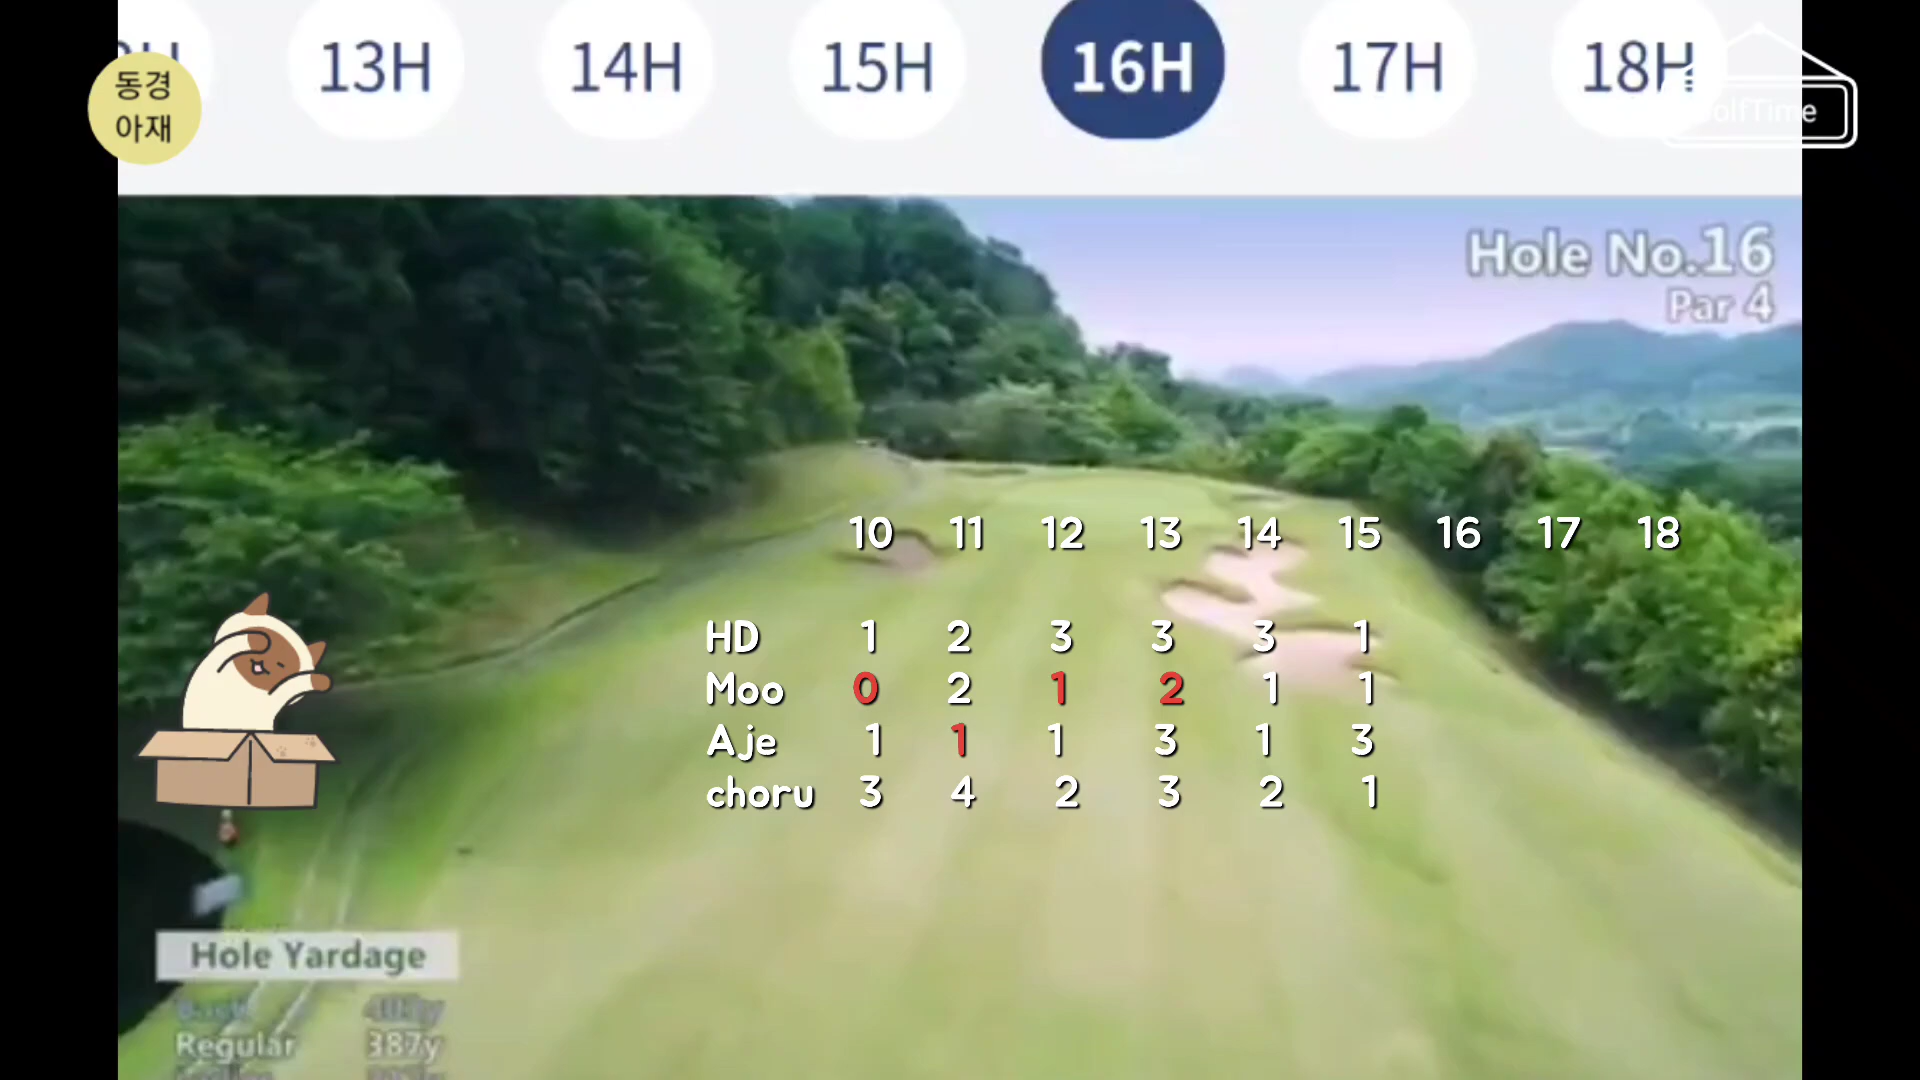 13H 14H 15H 16H 17H 18H
동경
아재
Hole No.16
Par 4
10 11 12 13 14 15 16 17 18
HD 1 2 3 3 3 1
Moo 0 2 1 2 1 1
Aje 1 1 1 3 1 3
choru 3 4 2 3 2 1
Hole Yardage
Back
Regular 387y